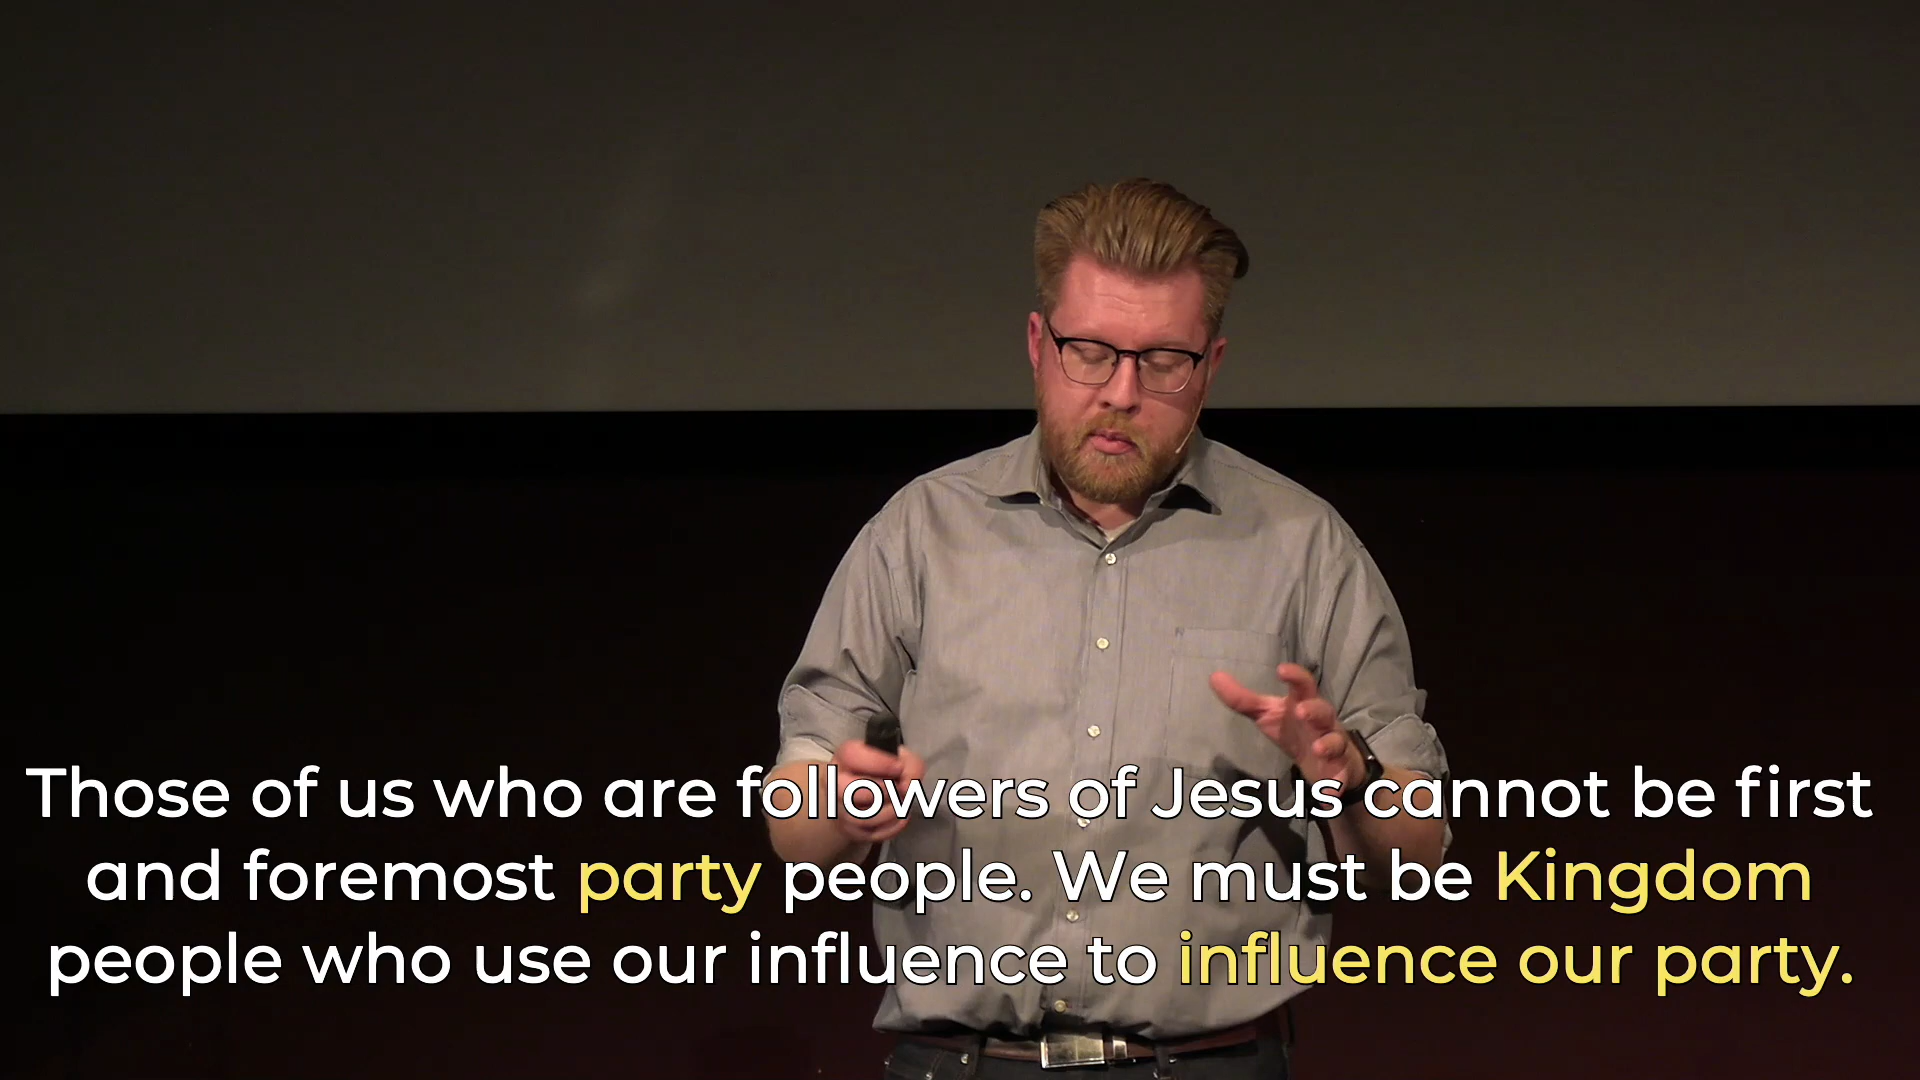 Those of us who are followers of Jesus cannot be first
and foremost party people. We must be Kingdom
people who use our influence to influence our party.